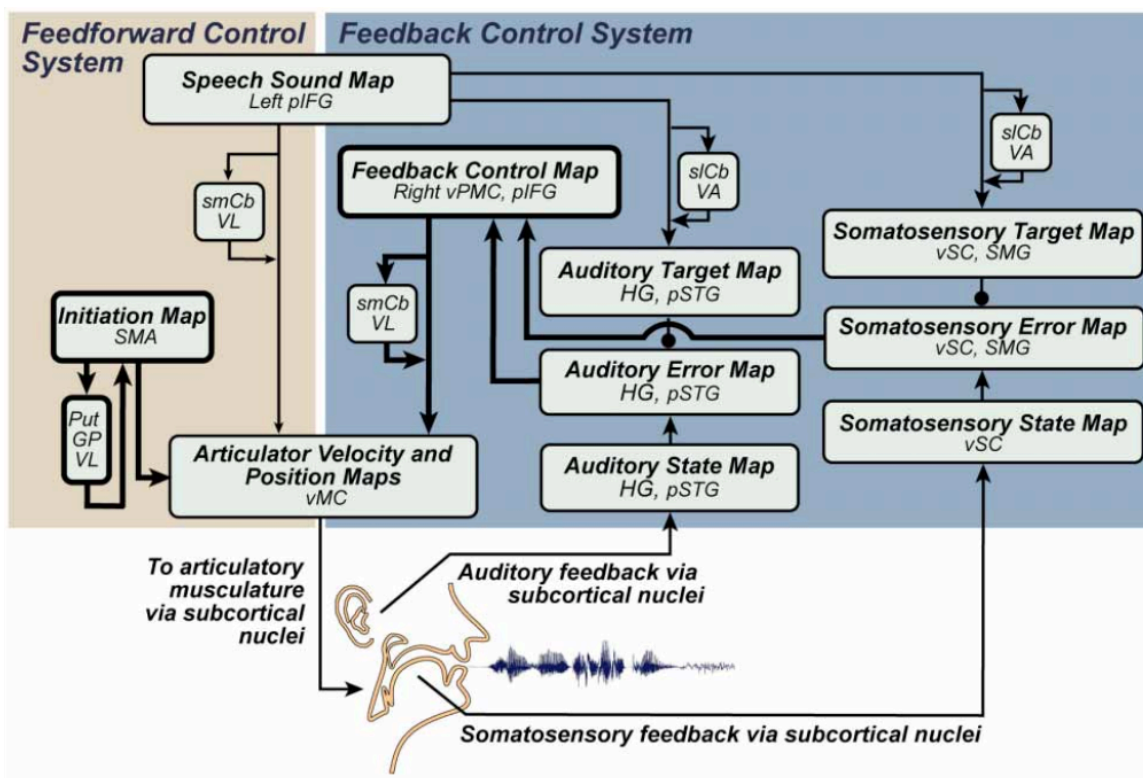 Feedforward Control
System
Feedback Control System
Speech Sound Map
Left pIFG
slCb
VA
slCb
VA
Feedback Control Map
Right vPMC, pIFG
smCb
VL
Somatosensory Target Map
vSC, SMG
Auditory Target Map
HG, pSTG
smCb
VL
Initiation Map
SMA
Somatosensory Error Map
vSC, SMG
Auditory Error Map
HG, pSTG
Put
GP
VL
Somatosensory State Map
vSC
Articulator Velocity and
Position Maps
vMC
Auditory State Map
HG, pSTG
To articulatory
musculature
via subcortical
nuclei
Auditory feedback via
subcortical nuclei
Somatosensory feedback via subcortical nuclei